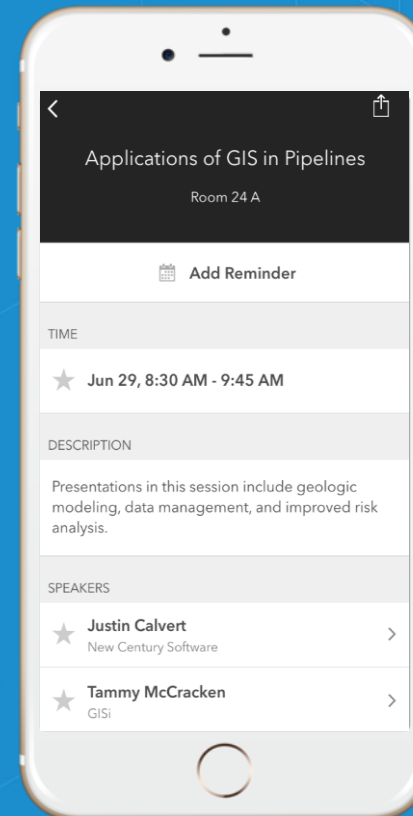 Applications of GIS in Pipelines
Room 24 A
Add Reminder
TIME
Jun 29, 8:30 AM - 9:45 AM
DESCRIPTION
Presentations in this session include geologic
modeling, data management, and improved risk
analysis.
SPEAKERS
Justin Calvert
New Century Software
Tammy McCracken
GISi